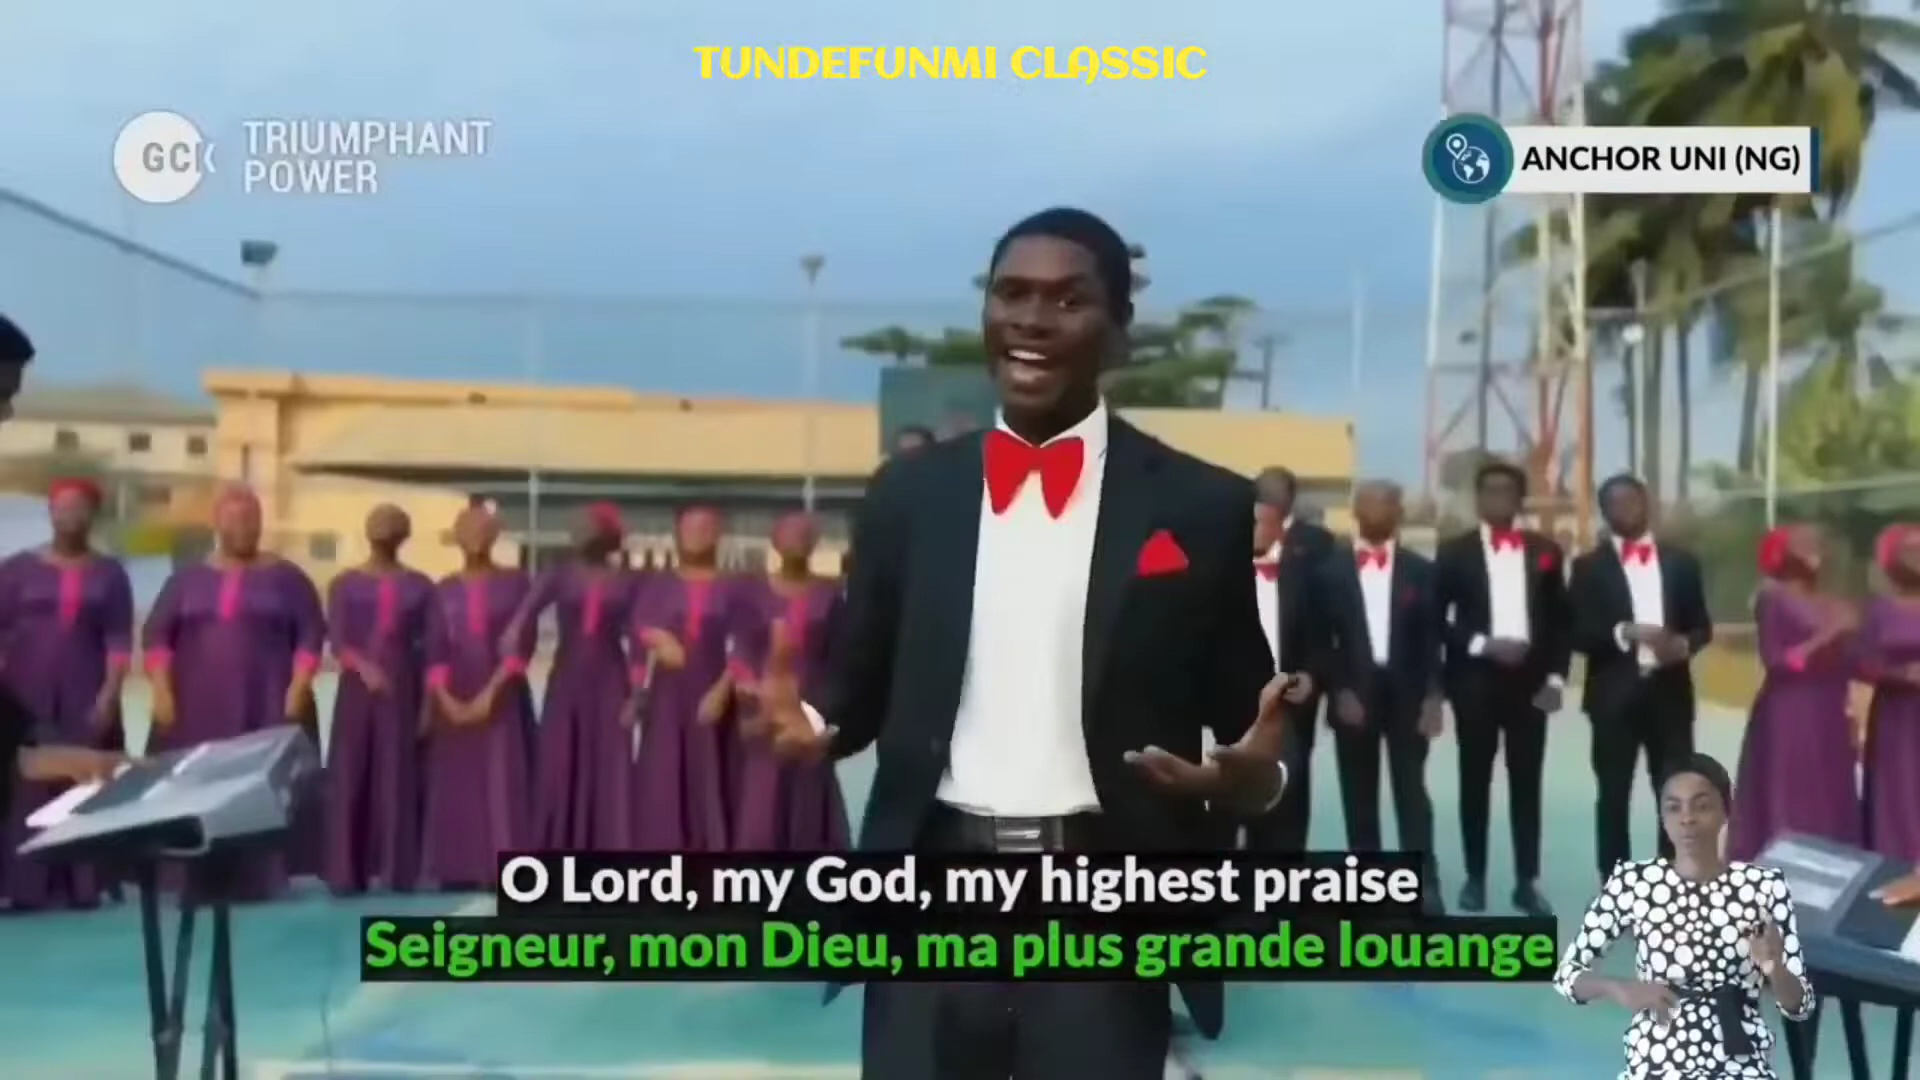 TUNDEFUNMI CLASSIC
GCK
TRIUMPHANT
POWER
ANCHOR UNI (NG)
O Lord, my God, my highest praise
Seigneur, mon Dieu, ma plus grande louange